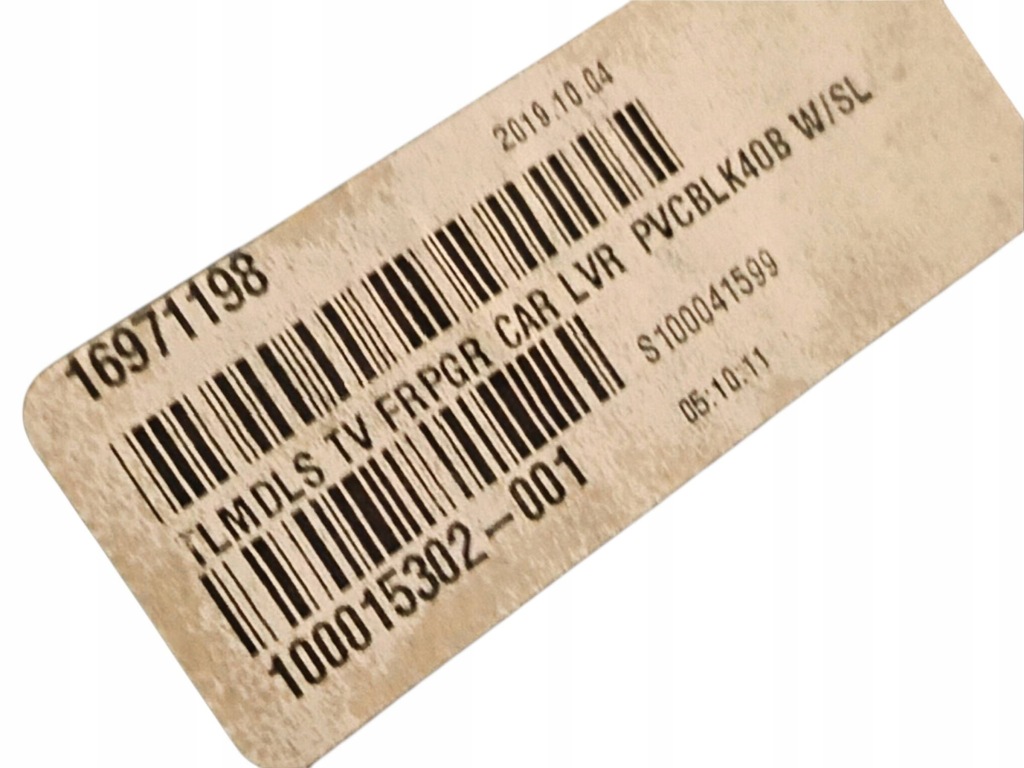 2019.10.04
16971198
TLMDLS TV FRPGR CAR LVR PVCBLK40B W/SL
S100041599
05:10:11
100015302-001